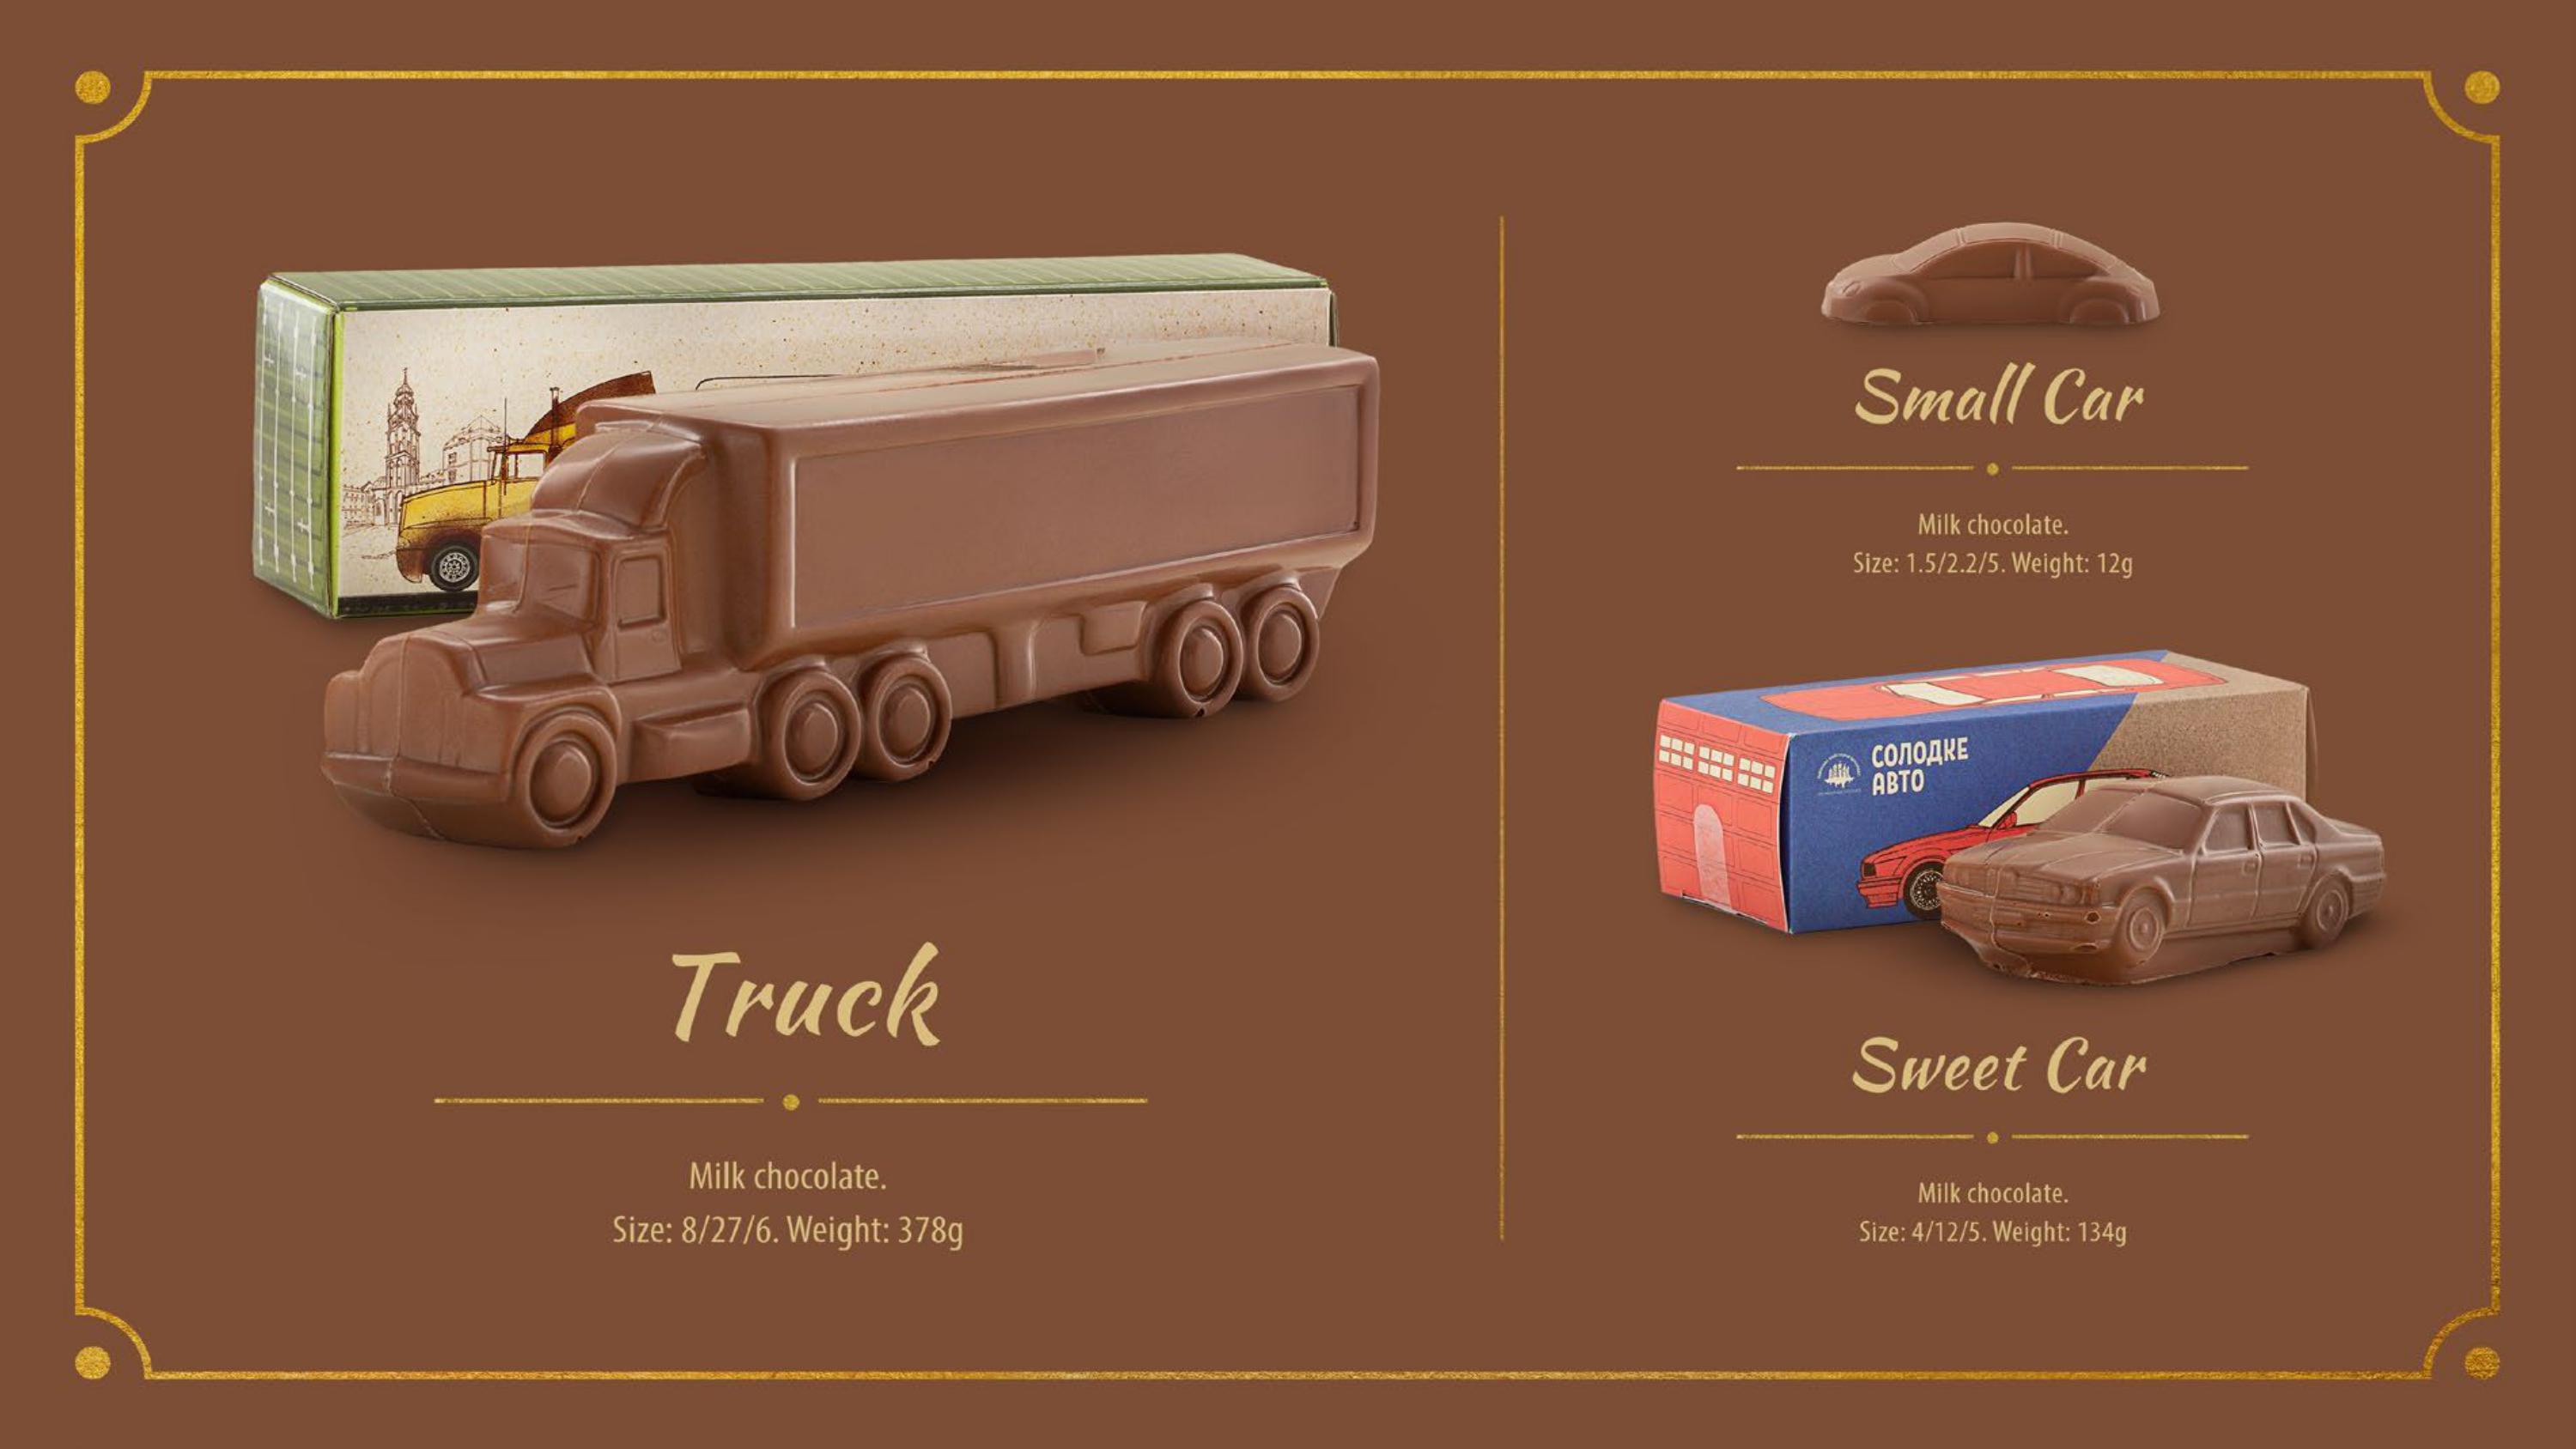 Truck
Milk chocolate.
Size: 8/27/6. Weight: 378g
Small Car
Milk chocolate.
Size: 1.5/2.2/5. Weight: 12g
СОЛОДКЕ
АВТО
Sweet Car
Milk chocolate.
Size: 4/12/5. Weight: 134g